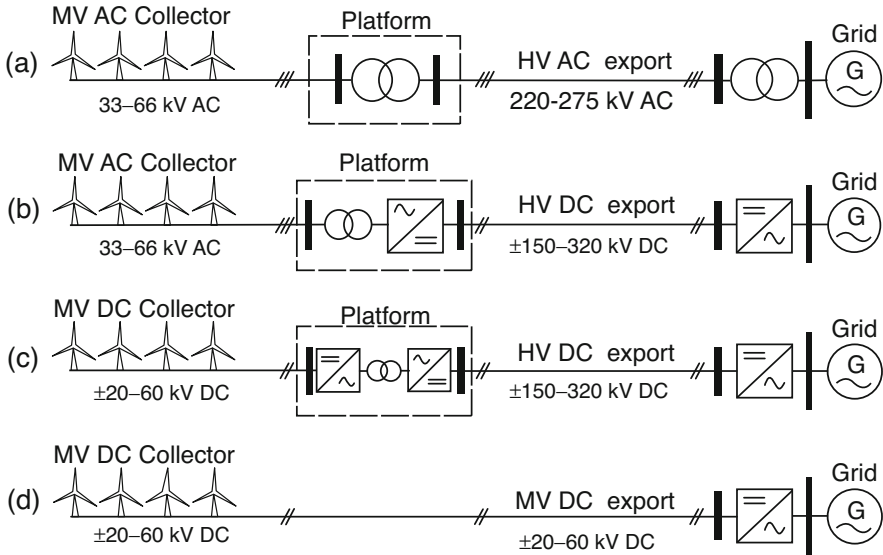 MV AC Collector
Platform
Grid
(a)
HV AC export
G
33–66 kV AC
220-275 kV AC
MV AC Collector
Platform
Grid
(b)
HV DC export
G
33–66 kV AC
±150–320 kV DC
MV DC Collector
Platform
Grid
(c)
HV DC export
G
±20–60 kV DC
±150–320 kV DC
MV DC Collector
Grid
(d)
MV DC export
G
±20–60 kV DC
±20–60 kV DC